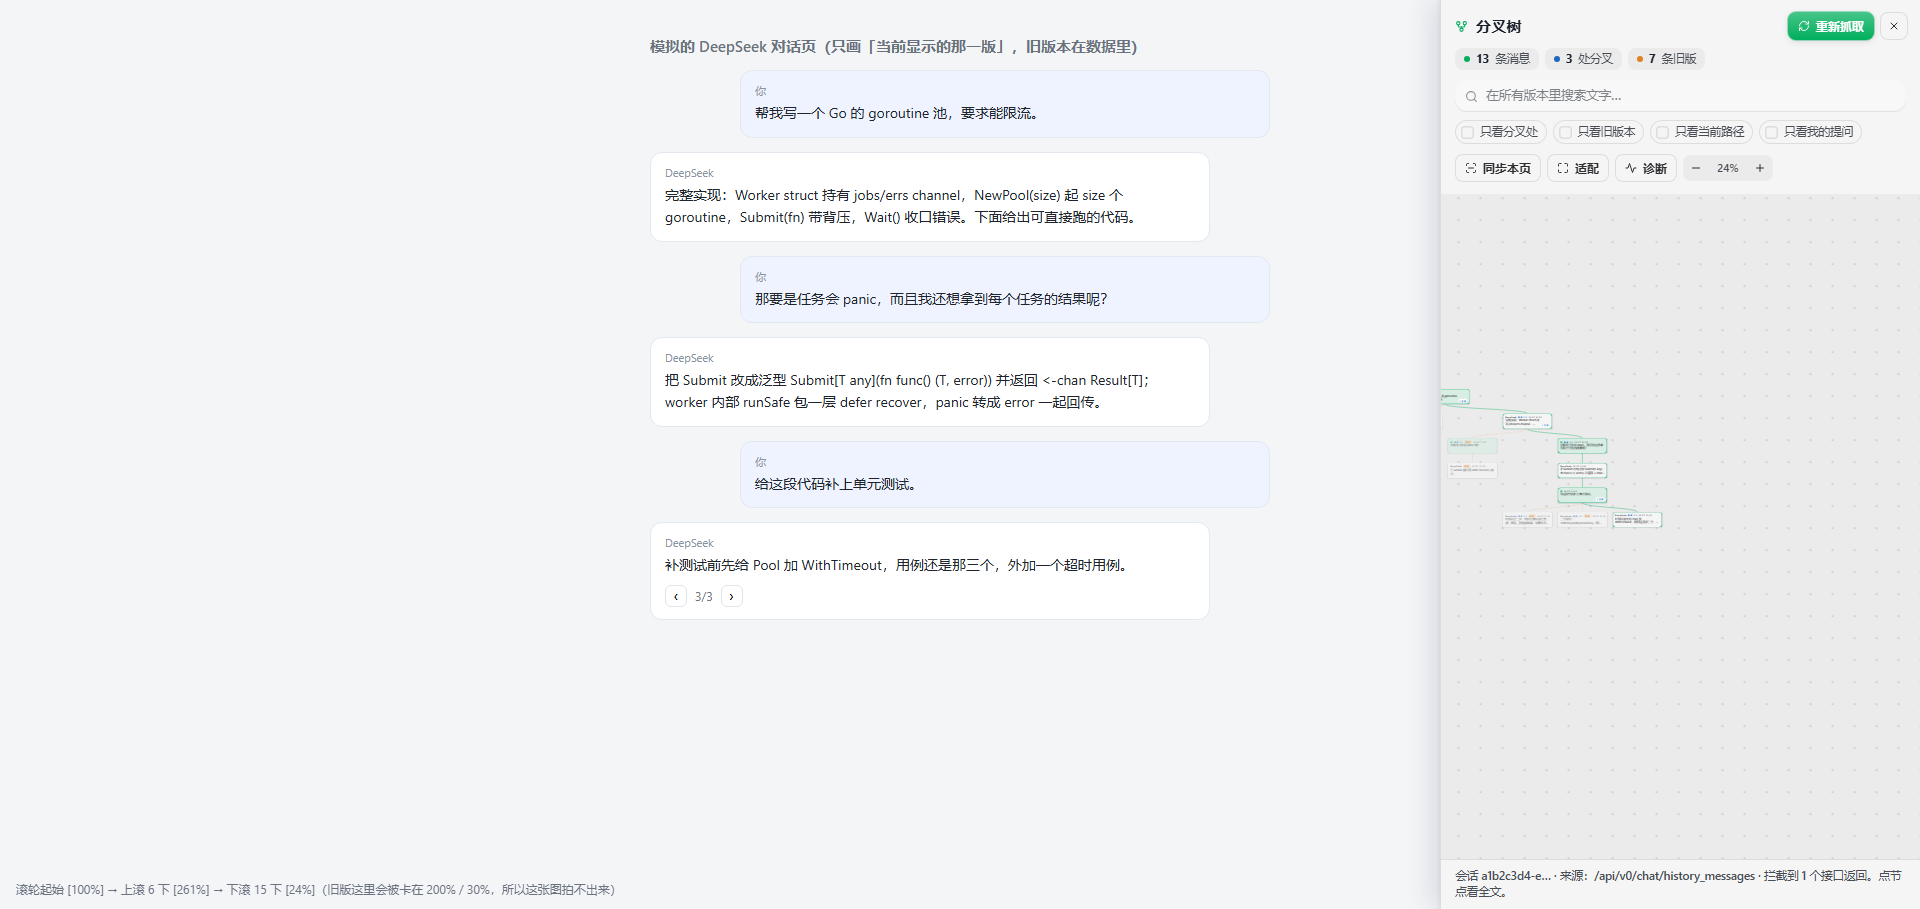 模拟的 DeepSeek 对话页（只画「当前显示的那一版」，旧版本在数据里）
你
帮我写一个 Go 的 goroutine 池，要求能限流。
DeepSeek
完整实现：Worker struct 持有 jobs/errs channel，NewPool(size) 起 size 个
goroutine，Submit(fn) 带背压，Wait() 收口错误。下面给出可直接跑的代码。
你
那要是任务会 panic，而且我还想拿到每个任务的结果呢？
DeepSeek
把 Submit 改成泛型 Submit[T any](fn func() (T, error)) 并返回 <-chan Result[T]；
worker 内部 runSafe 包一层 defer recover，panic 转成 error 一起回传。
你
给这段代码补上单元测试。
DeepSeek
补测试前先给 Pool 加 WithTimeout，用例还是那三个，外加一个超时用例。
‹ 3/3 ›
滚轮起始 [100%] → 上滚 6 下 [261%] → 下滚 15 下 [24%]（旧版这里会被卡在 200% / 30%，所以这张图拍不出来）
分叉树
重新抓取
×
13 条消息
3 处分叉
7 条旧版
在所有版本里搜索文字...
只看分叉处
只看旧版本
只看当前路径
只看我的提问
同步本页
适配
诊断
− 24% +
会话 a1b2c3d4-e... · 来源：/api/v0/chat/history_messages · 拦截到 1 个接口返回。点节
点看全文。